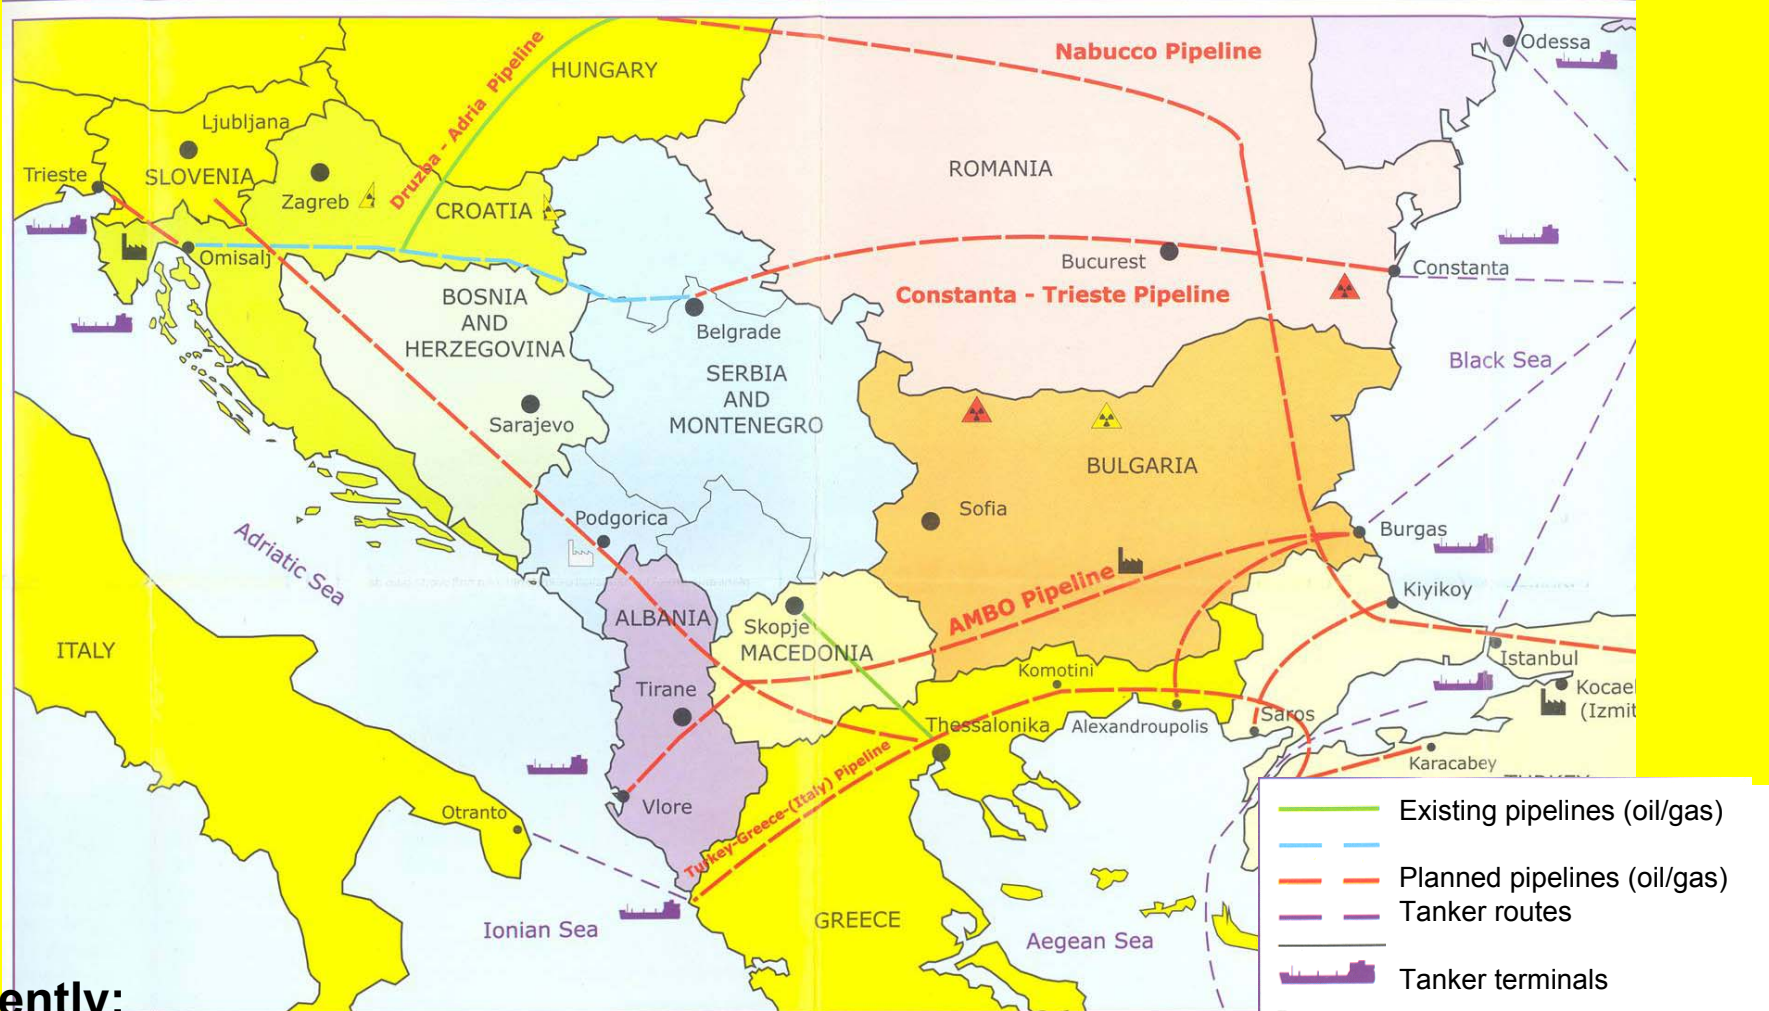 Nabucco Pipeline
Odessa
HUNGARY
Druzba - Adria Pipeline
Ljubljana
ROMANIA
Trieste
SLOVENIA
Zagreb
CROATIA
Omisalj
Bucurest
Constanta
BOSNIA
AND
HERZEGOVINA
Constanta - Trieste Pipeline
Belgrade
Black Sea
SERBIA
AND
MONTENEGRO
Sarajevo
BULGARIA
Sofia
Podgorica
Burgas
Adriatic Sea
AMBO Pipeline
Kiyikoy
ALBANIA
Skopje
MACEDONIA
ITALY
Istanbul
Komotini
Tirane
Kocael
(Izmit
Thessalonika
Alexandroupolis
Saros
Karacabey
TURKEY
Turkey-Greece-(Italy) Pipeline
Vlore
Otranto
Ionian Sea
GREECE
Aegean Sea
Existing pipelines (oil/gas)
Planned pipelines (oil/gas)
Tanker routes
Tanker terminals
ently: